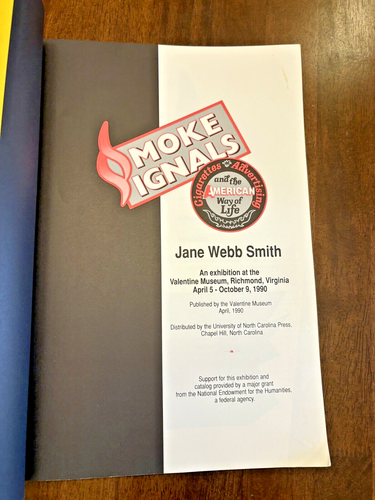 SMOKE
SIGNALS
Cigarettes Advertising
and the
AMERICAN
Way of
Life
Jane Webb Smith
An exhibition at the
Valentine Museum, Richmond, Virginia
April 5 - October 9, 1990
Published by the Valentine Museum
April, 1990
Distributed by the University of North Carolina Press,
Chapel Hill, North Carolina
Support for this exhibition and
catalog provided by a major grant
from the National Endowment for the Humanities,
a federal agency.